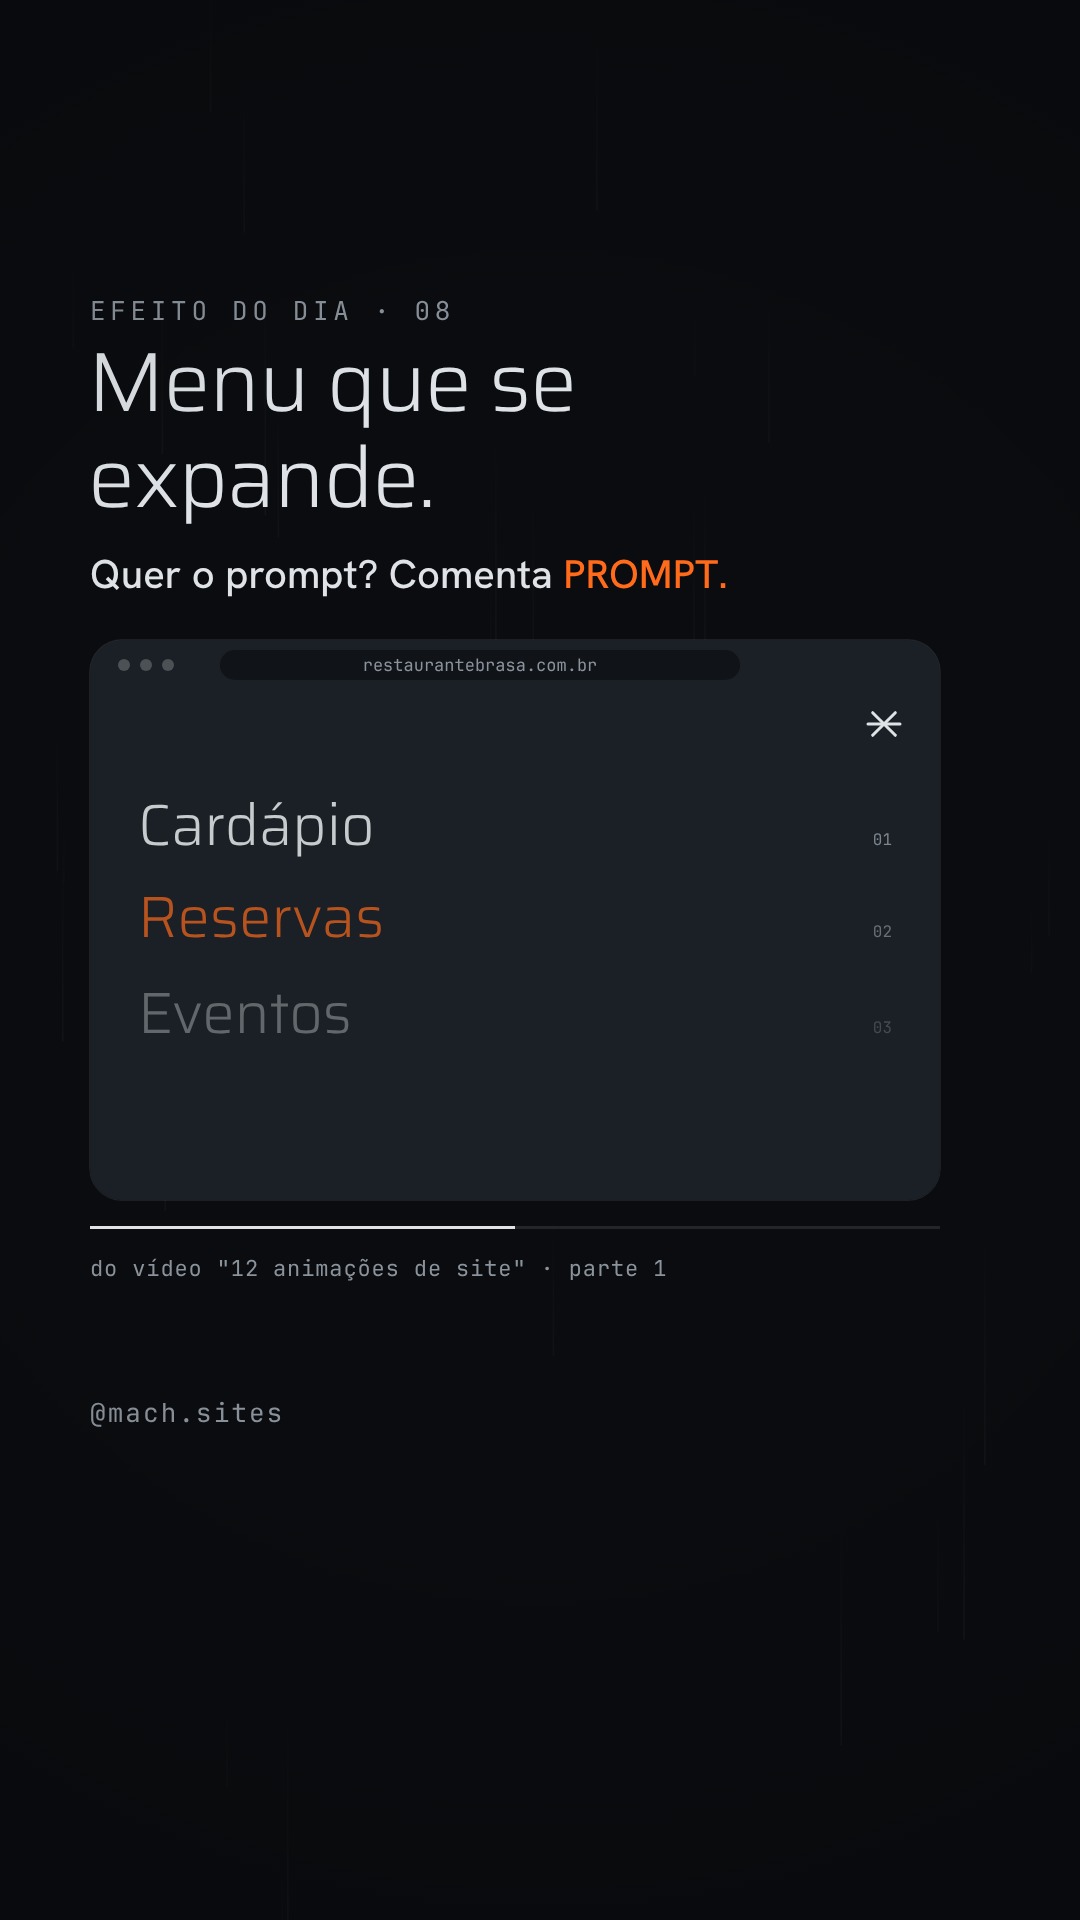 EFEITO DO DIA · 08
Menu que se
expande.
Quer o prompt? Comenta PROMPT.
restaurantebrasa.com.br
Cardápio 01
Reservas 02
Eventos 03
do vídeo "12 animações de site" · parte 1
@mach.sites